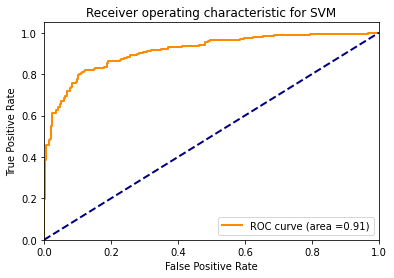 Receiver operating characteristic for SVM
True Positive Rate
1.0
0.8
0.6
0.4
0.2
0.0
ROC curve (area =0.91)
0.0 0.2 0.4 0.6 0.8 1.0
False Positive Rate